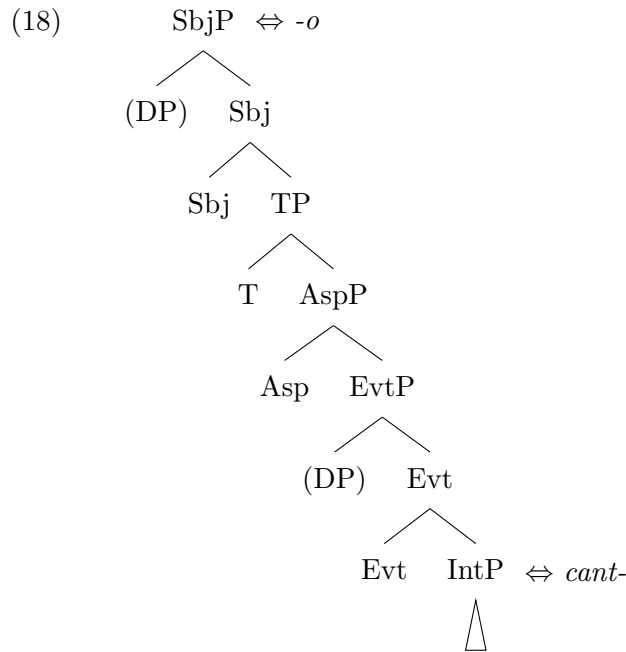 (18) SbjP ⇔ -o
(DP) Sbj
Sbj TP
T AspP
Asp EvtP
(DP) Evt
Evt IntP ⇔ cant-